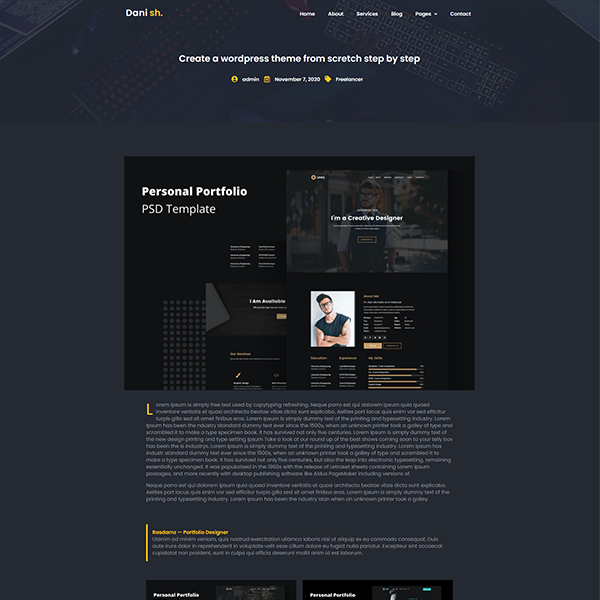 Dani sh.
Home About Services Blog Pages Contact
Create a wordpress theme from scretch step by step
admin November 7, 2020 Freelancer
Personal Portfolio
PSD Template
I'm a Creative Designer
I Am Available
About Me
Our Services
Education Experience My Skills
Lorem Ipsum is simply free text used by copytyping refreshing. Neque porro est qui dolorem ipsum quia quaed
inventore veritatis et quasi architecto beatae vitae dicta sunt explicabo. Aelltes port lacus quis enim var sed efficitur
turpis gilla sed sit amet finibus eros. Lorem Ipsum is simply dummy text of the printing and typesetting industry. Lorem
Ipsum has been the ndustry standard dummy text ever since the 1500s, when an unknown printer took a galley of type and
scrambled it to make a type specimen book. It has survived not only five centuries. Lorem Ipsum is simply dummy text of
the new design printng and type setting Ipsum Take a look at our round up of the best shows coming soon to your telly box
has been the is industrys. When an unknown printer took a galley of type and scrambled it to make. Lorem Ipsum has
industr standard dummy text ever since the 1500s, when an unknown printer took a galley of type and scrambled it to
make a type specimen book. It has survived not only five centuries, but also the leap into electronic typesetting, remaining
essentially unchanged. It was popularised in the 1960s with the release of Letraset sheets containing Lorem Ipsum
passages, and more recently with desktop publishing software like Aldus PageMaker including versions of.
Neque porro est qui dolorem ipsum quia quaed inventore veritatis et quasi architecto beatae vitae dicta sunt explicabo. Aelltes
port lacus quis enim var sed efficitur turpis gilla sed sit amet finibus eros. Lorem Ipsum is simply dummy text of the
printing and typesetting industry. Lorem Ipsum has been the ndustry stan when an unknown printer took a galley.
Rasdamz — Portfolio Designer
Utenim ad minim veniam, quis nostrud exercitation ullamco laboris nisi ut aliquip ex ea commodo consequat. Duis
aute irure dolor in reprehenderit in voluptate velit esse cillum dolore eu fugiat nulla pariatur. Excepteur sint occaecat
cupidatat non proident, sunt in culpa qui officia deserunt mollit anim id est laborum.
Personal Portfolio Personal Portfolio